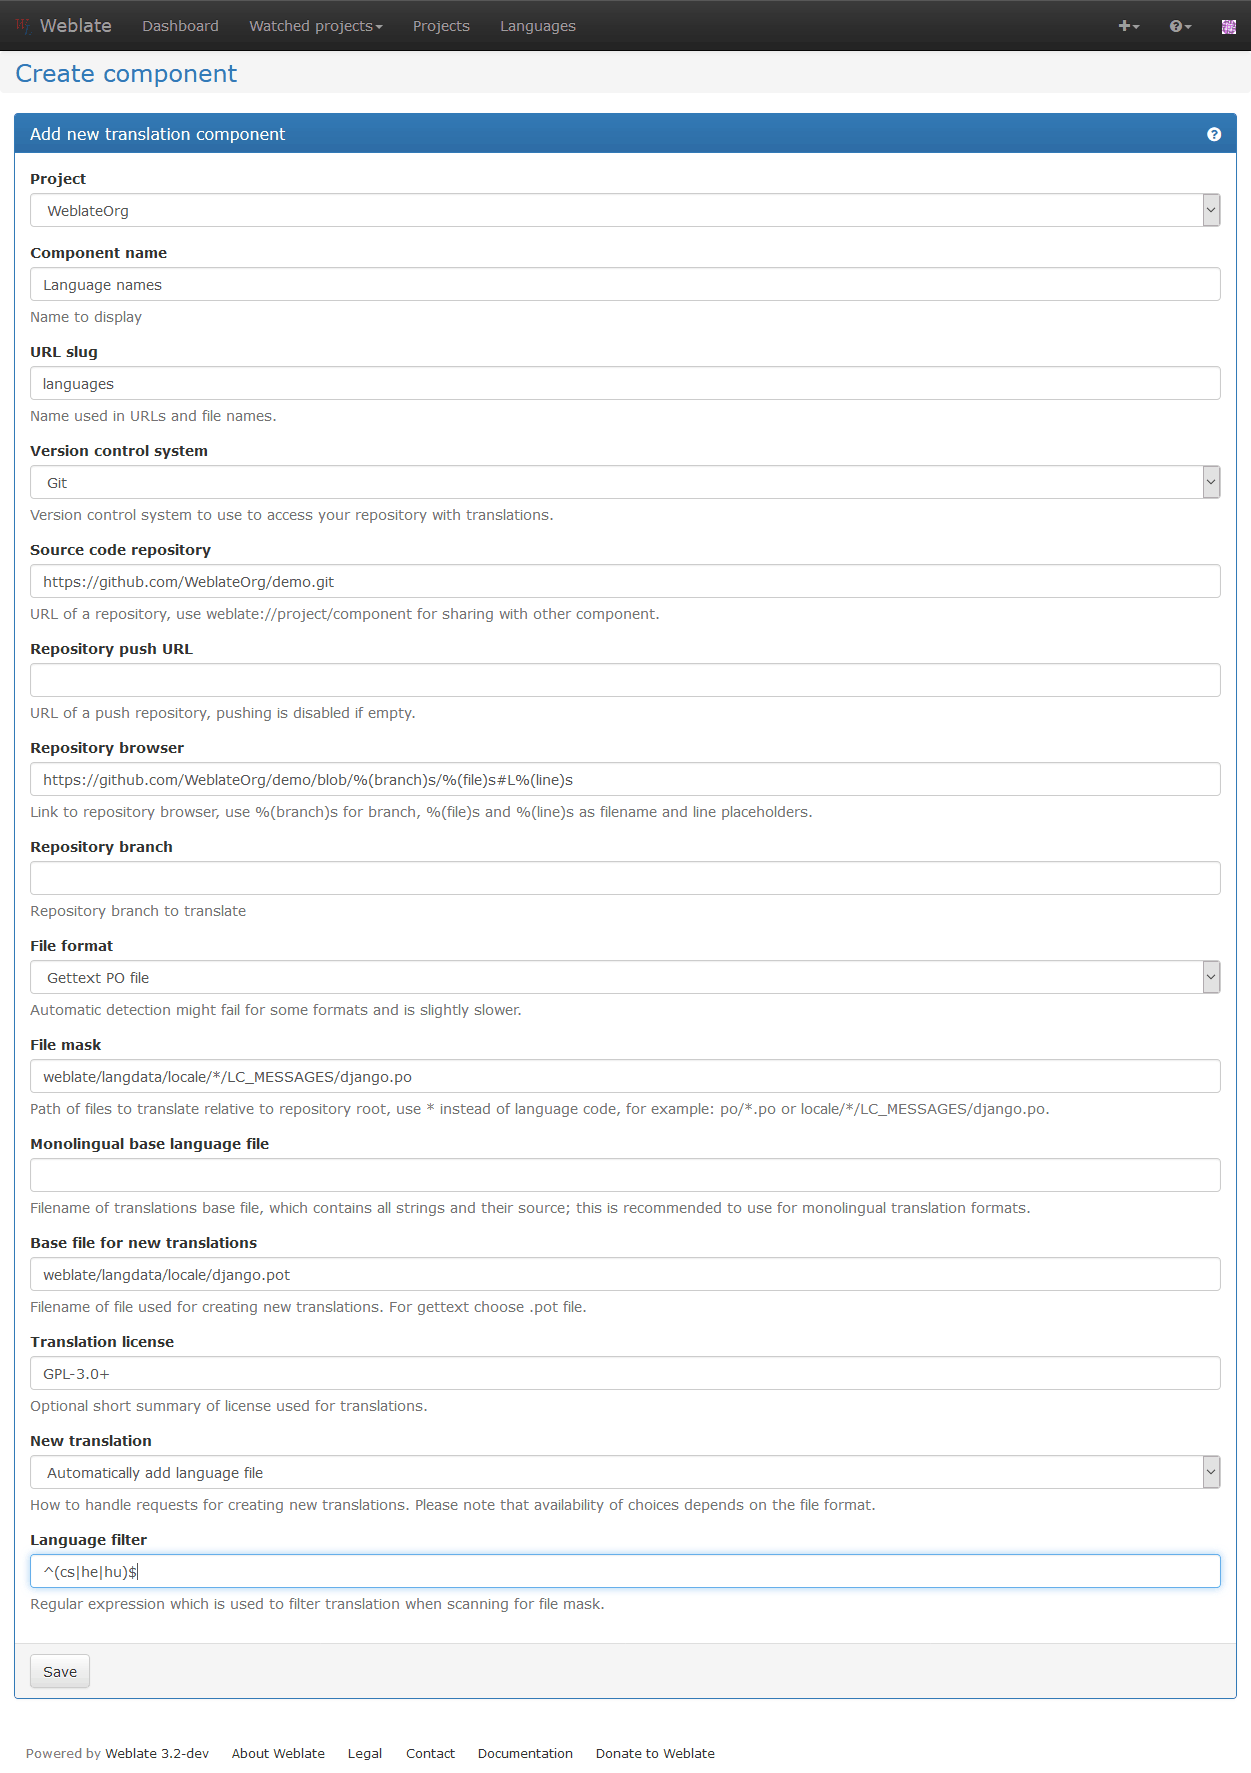 Weblate Dashboard Watched projects Projects Languages
Create component
Add new translation component
Project
WeblateOrg
Component name
Language names
Name to display
URL slug
languages
Name used in URLs and file names.
Version control system
Git
Version control system to use to access your repository with translations.
Source code repository
https://github.com/WeblateOrg/demo.git
URL of a repository, use weblate://project/component for sharing with other component.
Repository push URL
URL of a push repository, pushing is disabled if empty.
Repository browser
https://github.com/WeblateOrg/demo/blob/%(branch)s/%(file)s#L%(line)s
Link to repository browser, use %(branch)s for branch, %(file)s and %(line)s as filename and line placeholders.
Repository branch
Repository branch to translate
File format
Gettext PO file
Automatic detection might fail for some formats and is slightly slower.
File mask
weblate/langdata/locale/*/LC_MESSAGES/django.po
Path of files to translate relative to repository root, use * instead of language code, for example: po/*.po or locale/*/LC_MESSAGES/django.po.
Monolingual base language file
Filename of translations base file, which contains all strings and their source; this is recommended to use for monolingual translation formats.
Base file for new translations
weblate/langdata/locale/django.pot
Filename of file used for creating new translations. For gettext choose .pot file.
Translation license
GPL-3.0+
Optional short summary of license used for translations.
New translation
Automatically add language file
How to handle requests for creating new translations. Please note that availability of choices depends on the file format.
Language filter
^(cs|he|hu)$
Regular expression which is used to filter translation when scanning for file mask.
Save
Powered by Weblate 3.2-dev About Weblate Legal Contact Documentation Donate to Weblate